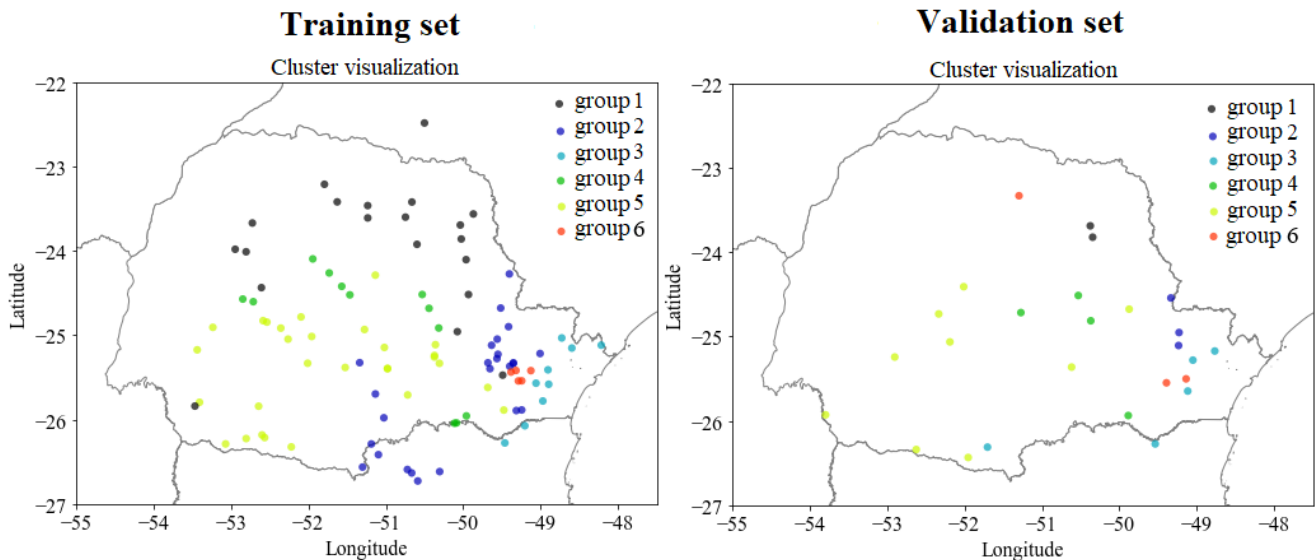 Training set
Cluster visualization
−22
−23
−24
−25
−26
−27
Latitude
−55
−54
−53
−52
−51
−50
−49
−48
Longitude
group 1
group 2
group 3
group 4
group 5
group 6
Validation set
Cluster visualization
−22
−23
−24
−25
−26
−27
Latitude
−55
−54
−53
−52
−51
−50
−49
−48
Longitude
group 1
group 2
group 3
group 4
group 5
group 6